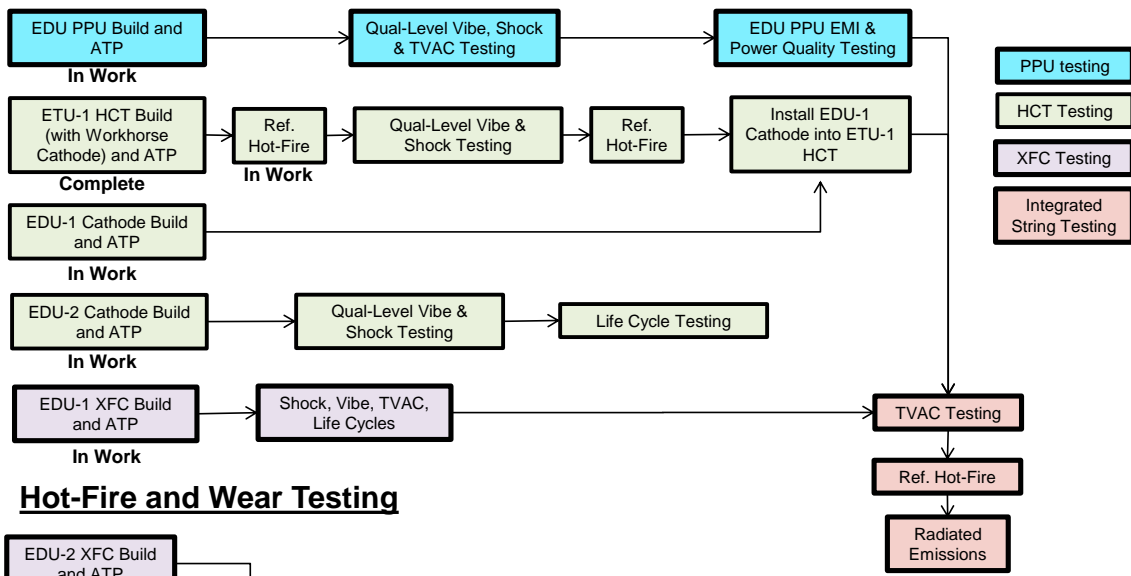 EDU PPU Build and
ATP
In Work
Qual-Level Vibe, Shock
& TVAC Testing
EDU PPU EMI &
Power Quality Testing
PPU testing
HCT Testing
XFC Testing
Integrated
String Testing
ETU-1 HCT Build
(with Workhorse
Cathode) and ATP
Complete
Ref.
Hot-Fire
In Work
Qual-Level Vibe &
Shock Testing
Ref.
Hot-Fire
Install EDU-1
Cathode into ETU-1
HCT
EDU-1 Cathode Build
and ATP
In Work
EDU-2 Cathode Build
and ATP
In Work
Qual-Level Vibe &
Shock Testing
Life Cycle Testing
EDU-1 XFC Build
and ATP
In Work
Shock, Vibe, TVAC,
Life Cycles
TVAC Testing
Ref. Hot-Fire
Radiated
Emissions
Hot-Fire and Wear Testing
EDU-2 XFC Build
and ATP